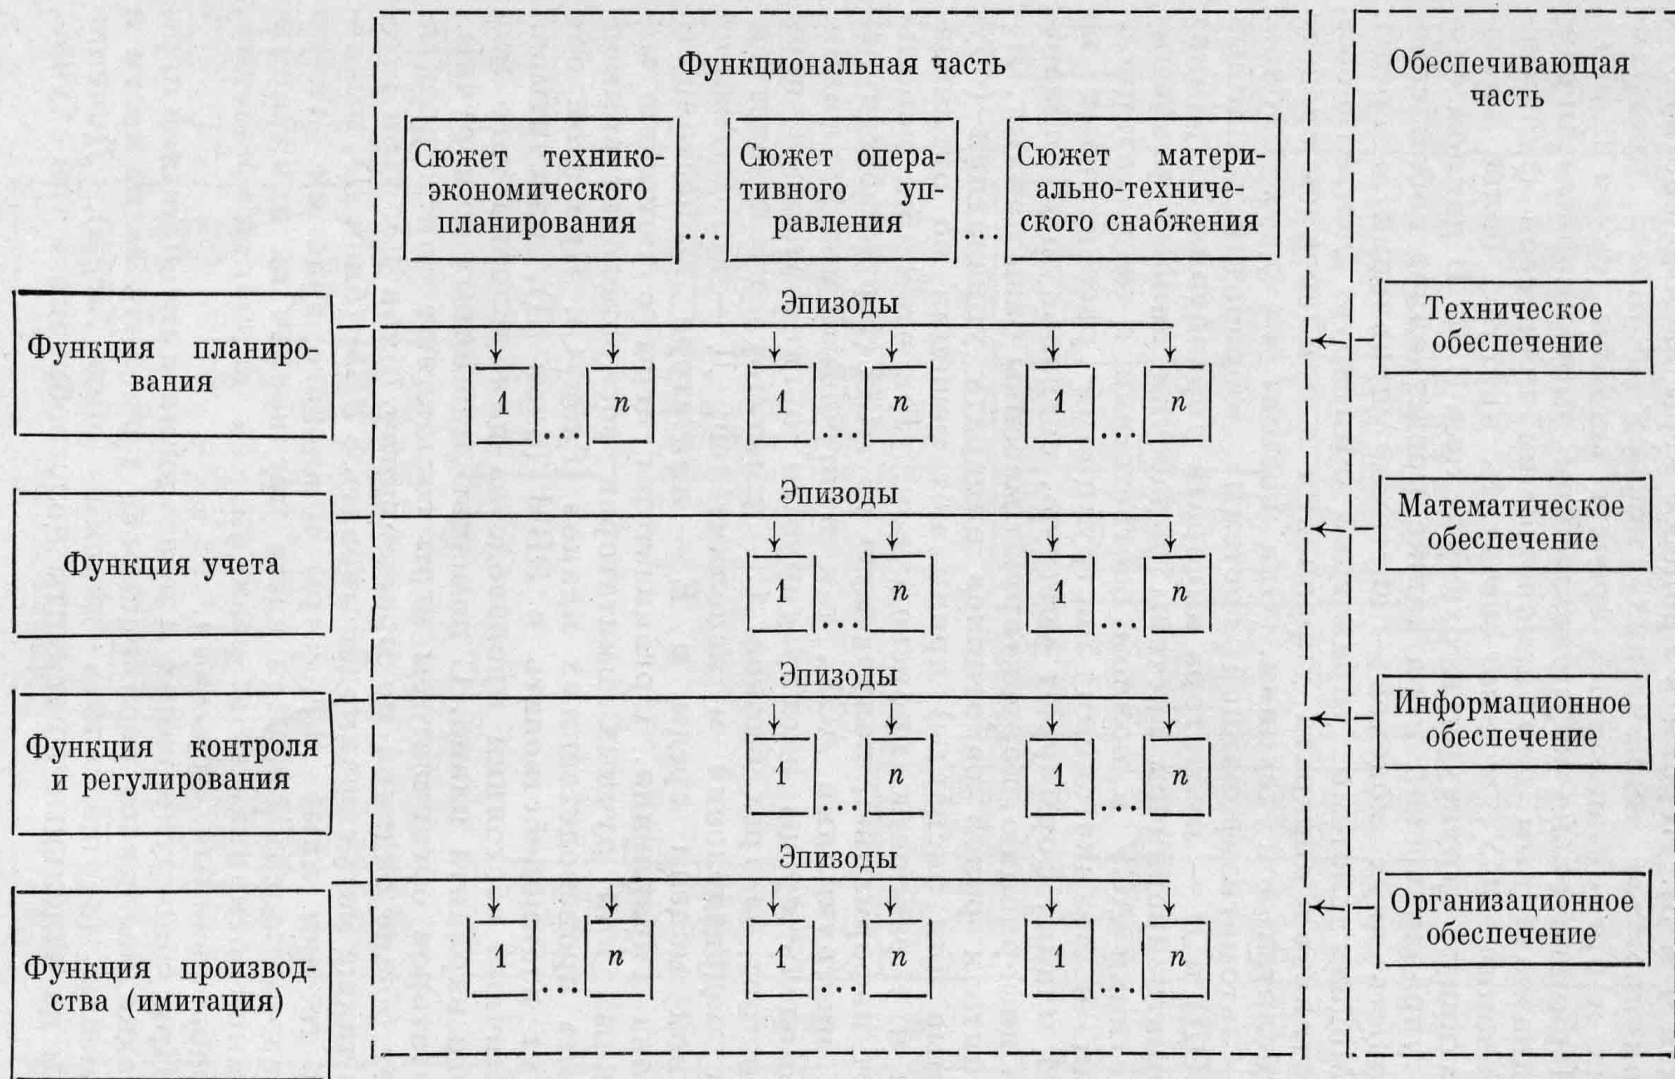 Функциональная часть
Обеспечивающая
часть
Сюжет технико-
экономического
планирования
...
Сюжет опера-
тивного уп-
равления
...
Сюжет матери-
ально-техниче-
ского снабжения
Функция планиро-
вания
Эпизоды
1 ... n 1 ... n 1 ... n
Техническое
обеспечение
Функция учета
Эпизоды
1 ... n 1 ... n
Математическое
обеспечение
Функция контроля
и регулирования
Эпизоды
1 ... n 1 ... n
Информационное
обеспечение
Функция производ-
ства (имитация)
Эпизоды
1 ... n 1 ... n 1 ... n
Организационное
обеспечение